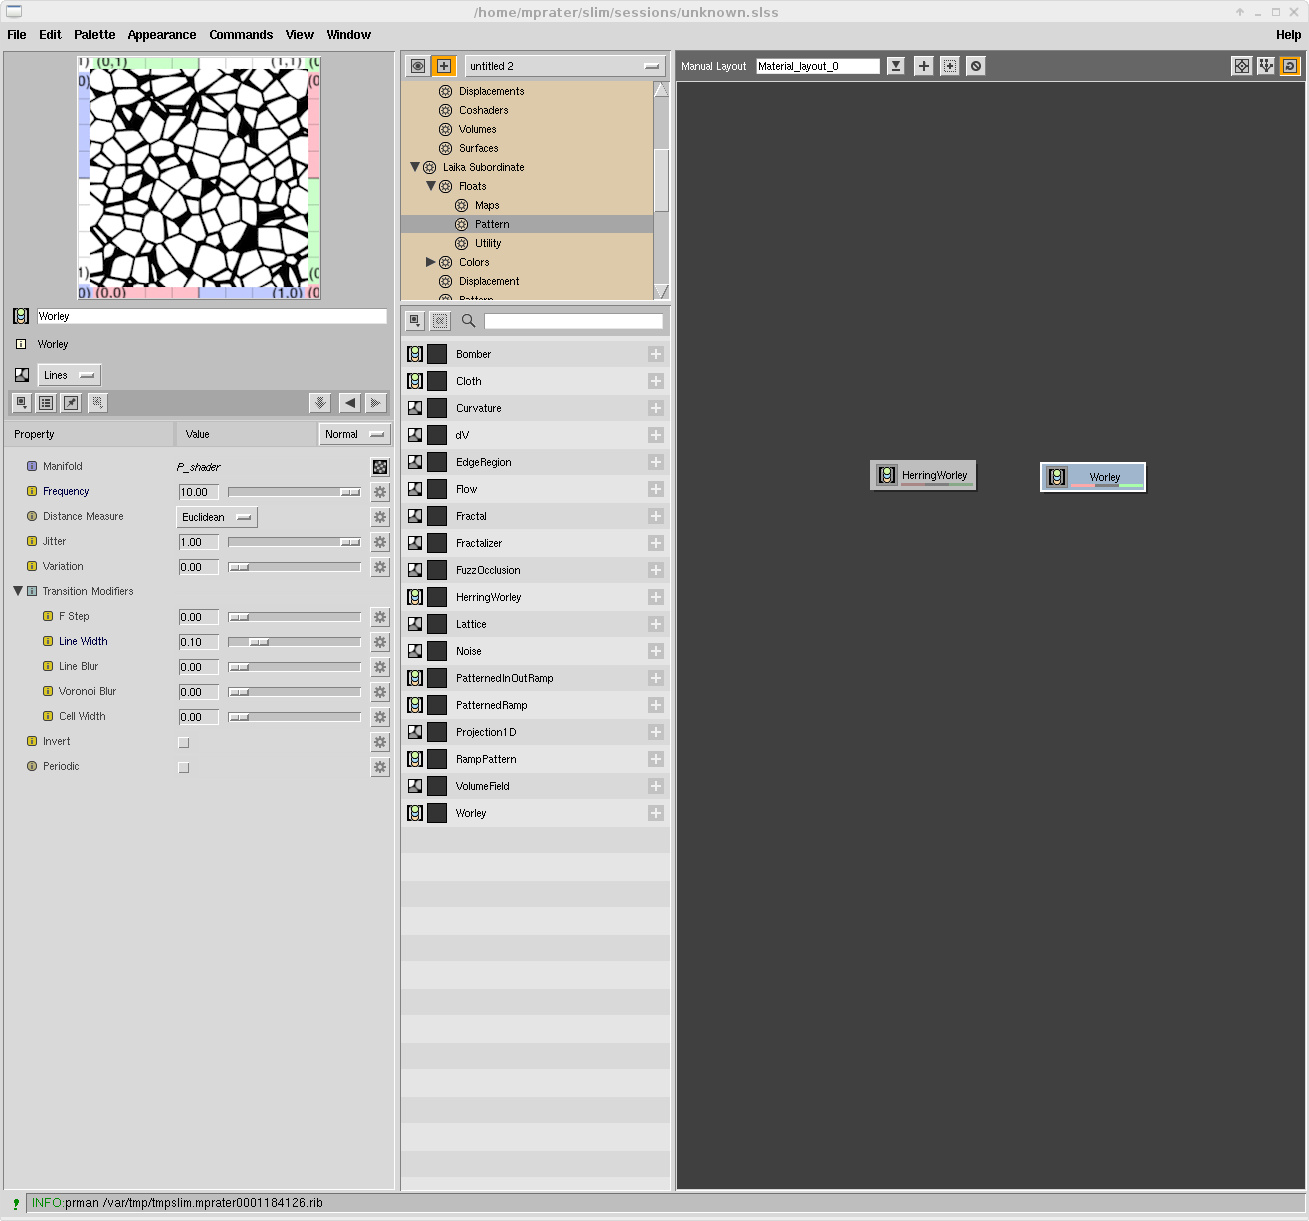 /home/mprater/slim/sessions/unknown.slss
File Edit Palette Appearance Commands View Window Help
(0,1) (1,1)
(0.0) (1.0)
Worley
Worley
Lines
Property Value Normal
Manifold P_shader
Frequency 10.00
Distance Measure Euclidean
Jitter 1.00
Variation 0.00
Transition Modifiers
F Step 0.00
Line Width 0.10
Line Blur 0.00
Voronoi Blur 0.00
Cell Width 0.00
Invert
Periodic
untitled 2
Displacements
Coshaders
Volumes
Surfaces
Laika Subordinate
Floats
Maps
Pattern
Utility
Colors
Displacement
Pattern
Bomber
Cloth
Curvature
dV
EdgeRegion
Flow
Fractal
Fractalizer
FuzzOcclusion
HerringWorley
Lattice
Noise
PatternedInOutRamp
PatternedRamp
Projection1D
RampPattern
VolumeField
Worley
Manual Layout Material_layout_0
HerringWorley
Worley
INFO:prman /var/tmp/tmpslim.mprater0001184126.rib